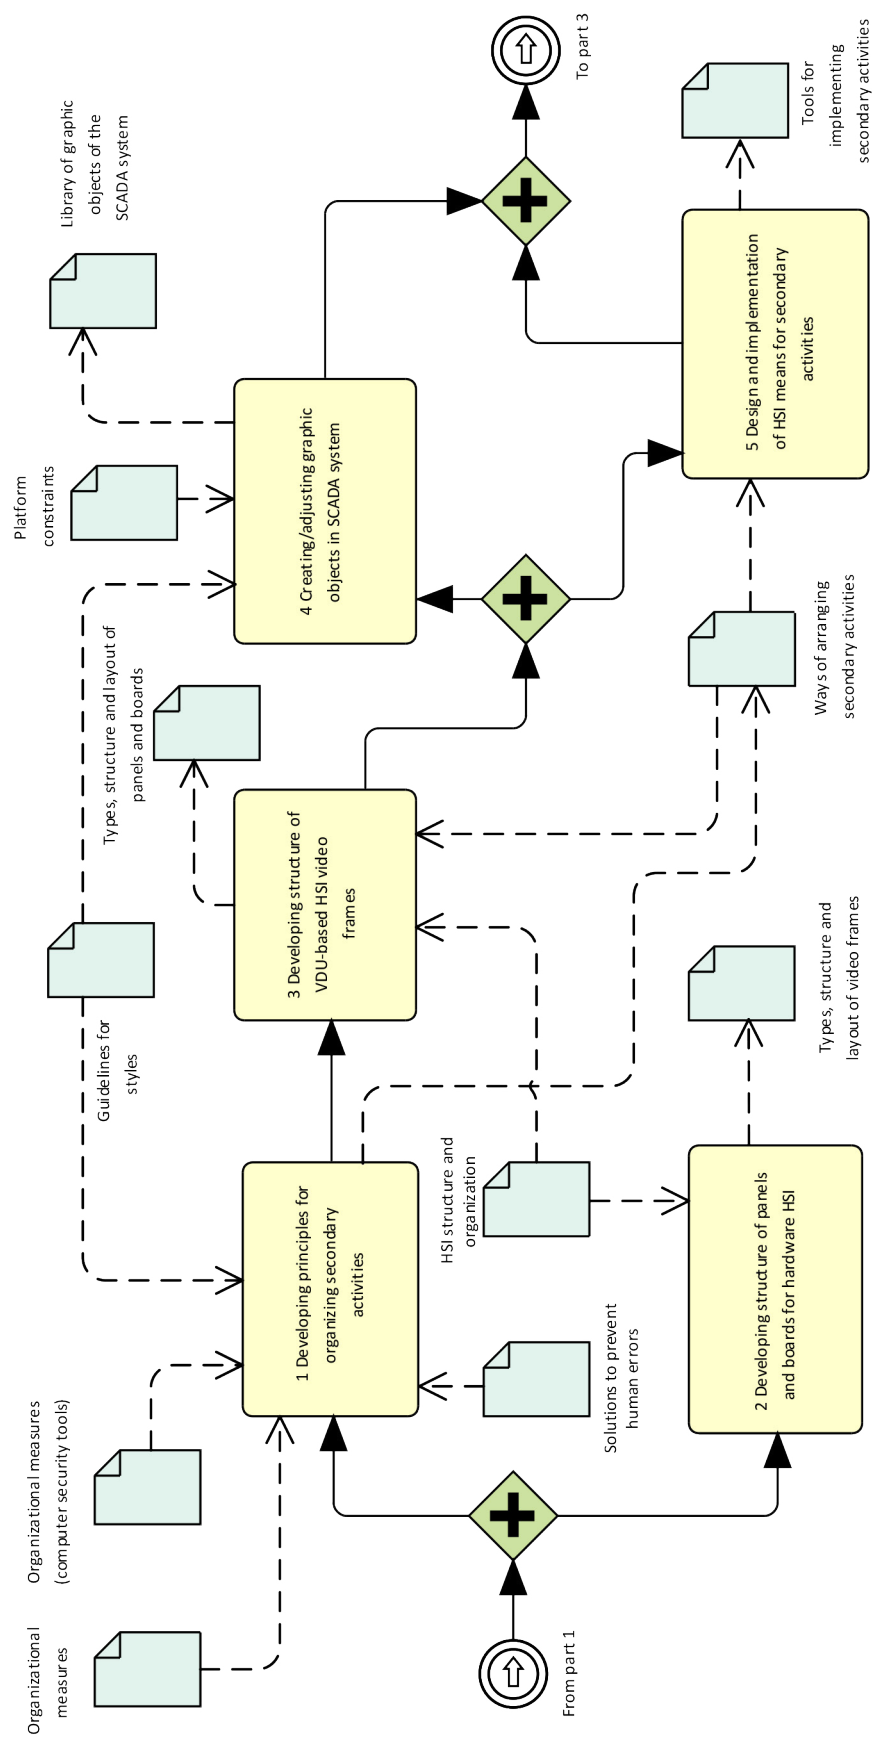 Organizational
measures
Organizational measures
(computer security tools)
Guidelines for
styles
Types, structure and layout of
panels and boards
Platform
constraints
Library of graphic
objects of the
SCADA system
1 Developing principles for
organizing secondary
activities
3 Developing structure of
VDU-based HSI video
frames
4 Creating/adjusting graphic
objects in SCADA system
From part 1
Solutions to prevent
human errors
HSI structure and
organization
To part 3
2 Developing structure of panels
and boards for hardware HSI
Types, structure and
layout of video frames
Ways of arranging
secondary activities
5 Design and implementation
of HSI means for secondary
activities
Tools for
implementing
secondary activities